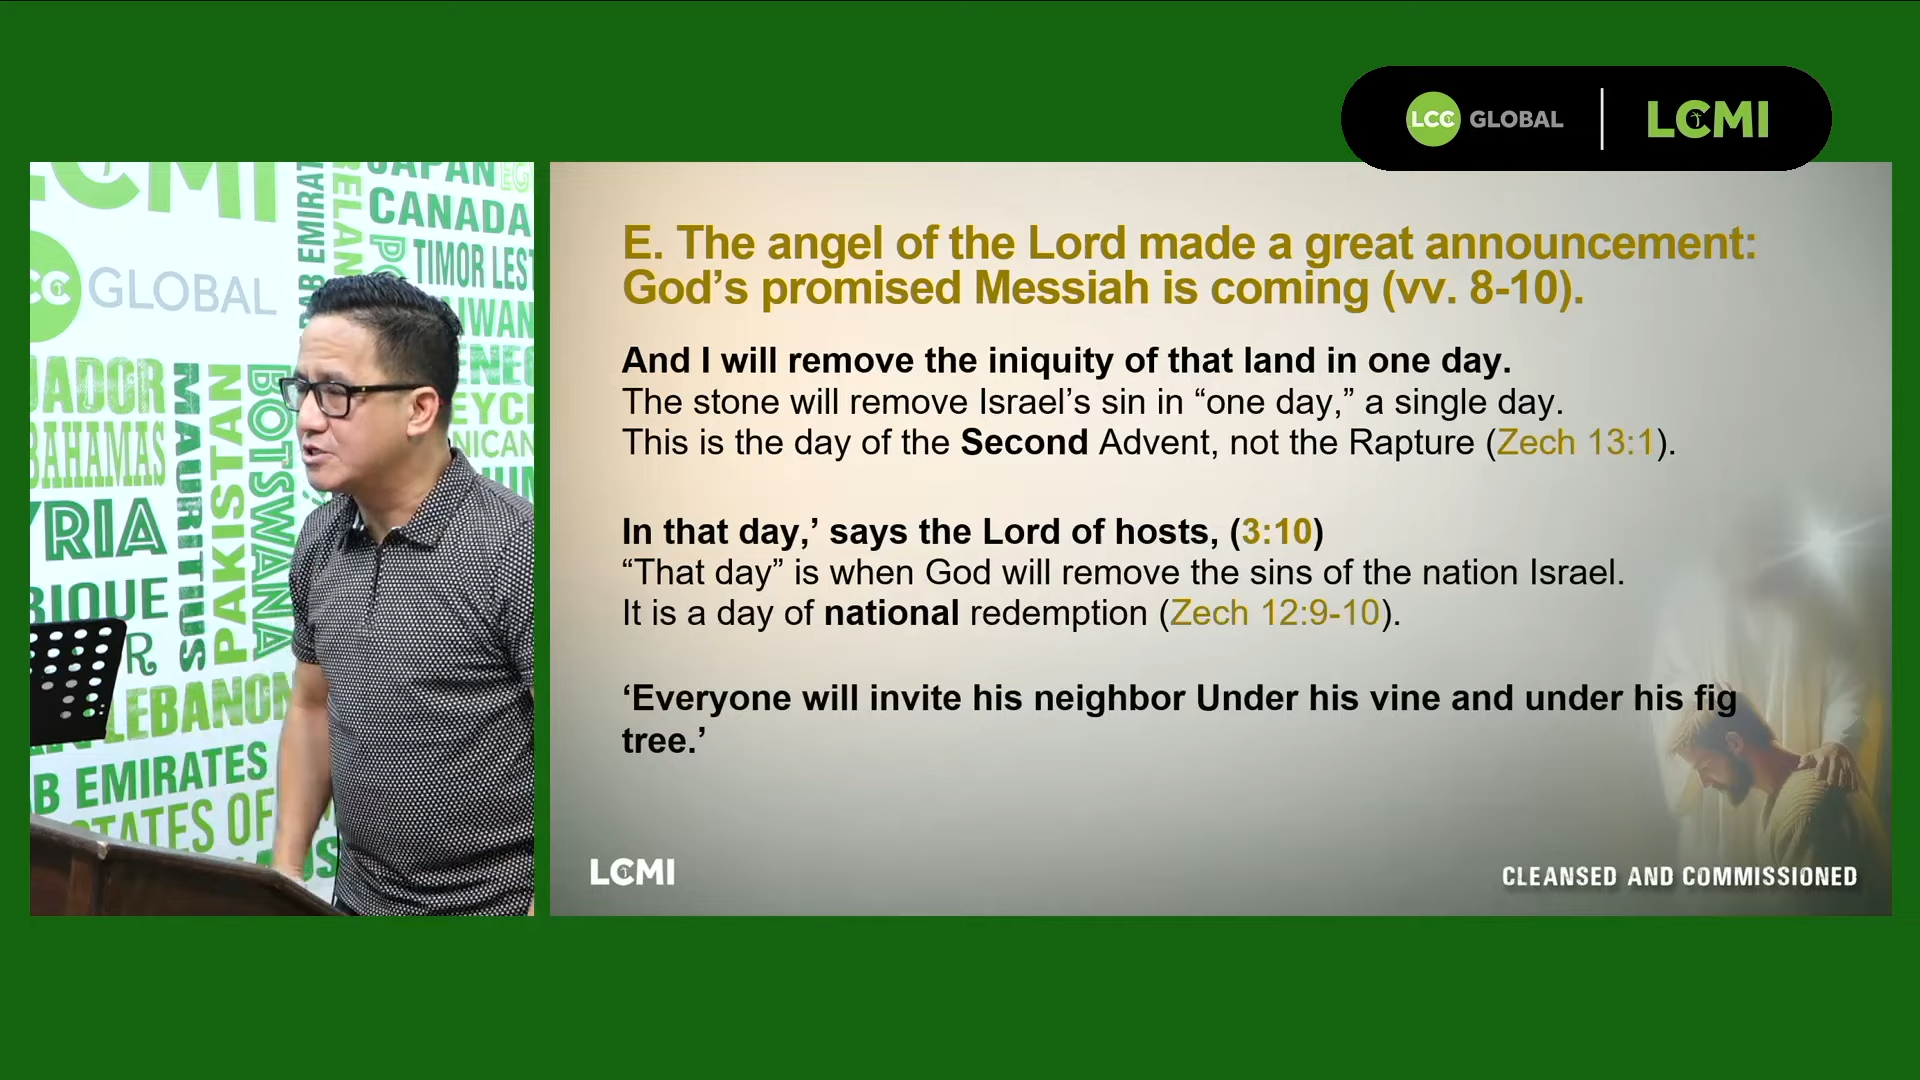 LCC GLOBAL
LCMI
LCMI
GLOBAL
JAPAN
CANADA
TIMOR LEST
MAURITIUS
PAKISTAN
BOTSWANA
BAHAMAS
LEBANON
B EMIRATES
STATES OF
E. The angel of the Lord made a great announcement:
God’s promised Messiah is coming (vv. 8-10).
And I will remove the iniquity of that land in one day.
The stone will remove Israel’s sin in “one day,” a single day.
This is the day of the Second Advent, not the Rapture (Zech 13:1).
In that day,’ says the Lord of hosts, (3:10)
“That day” is when God will remove the sins of the nation Israel.
It is a day of national redemption (Zech 12:9-10).
‘Everyone will invite his neighbor Under his vine and under his fig
tree.’
LCMI
CLEANSED AND COMMISSIONED